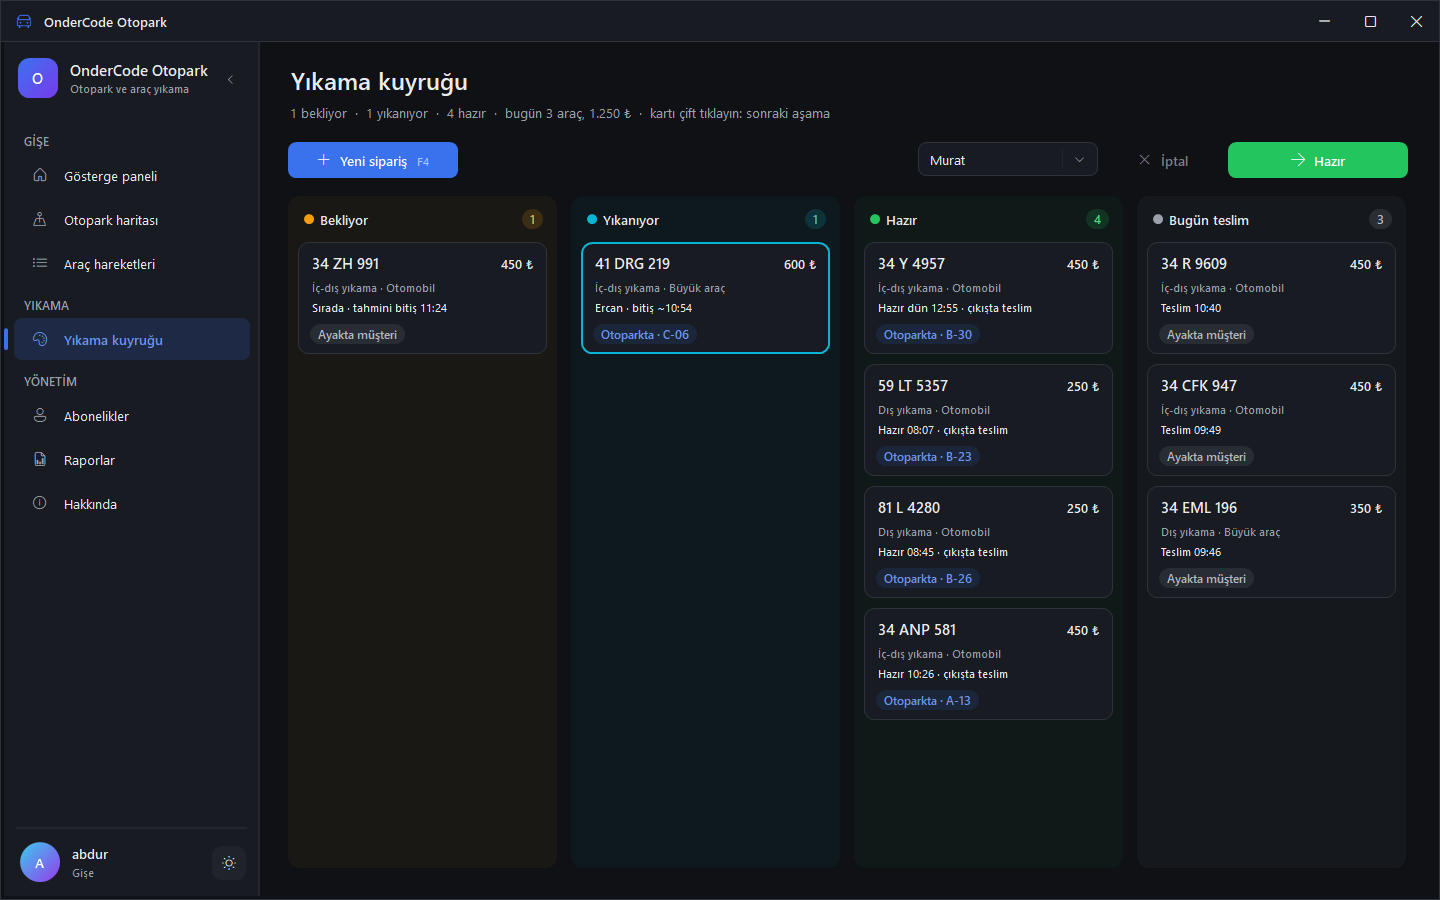 OnderCode Otopark
O
OnderCode Otopark
Otopark ve araç yıkama
GİŞE
Gösterge paneli
Otopark haritası
Araç hareketleri
YIKAMA
Yıkama kuyruğu
YÖNETİM
Abonelikler
Raporlar
Hakkında
A
abdur
Gişe
Yıkama kuyruğu
1 bekliyor · 1 yıkanıyor · 4 hazır · bugün 3 araç, 1.250 ₺ · kartı çift tıklayın: sonraki aşama
Yeni sipariş F4
Murat
İptal
Hazır
Bekliyor 1
34 ZH 991 450 ₺
İç-dış yıkama · Otomobil
Sırada · tahmini bitiş 11:24
Ayakta müşteri
Yıkanıyor 1
41 DRG 219 600 ₺
İç-dış yıkama · Büyük araç
Ercan · bitiş ~10:54
Otoparkta · C-06
Hazır 4
34 Y 4957 450 ₺
İç-dış yıkama · Otomobil
Hazır dün 12:55 · çıkışta teslim
Otoparkta · B-30
59 LT 5357 250 ₺
Dış yıkama · Otomobil
Hazır 08:07 · çıkışta teslim
Otoparkta · B-23
81 L 4280 250 ₺
Dış yıkama · Otomobil
Hazır 08:45 · çıkışta teslim
Otoparkta · B-26
34 ANP 581 450 ₺
İç-dış yıkama · Otomobil
Hazır 10:26 · çıkışta teslim
Otoparkta · A-13
Bugün teslim 3
34 R 9609 450 ₺
İç-dış yıkama · Otomobil
Teslim 10:40
Ayakta müşteri
34 CFK 947 450 ₺
İç-dış yıkama · Otomobil
Teslim 09:49
Ayakta müşteri
34 EML 196 350 ₺
Dış yıkama · Büyük araç
Teslim 09:46
Ayakta müşteri